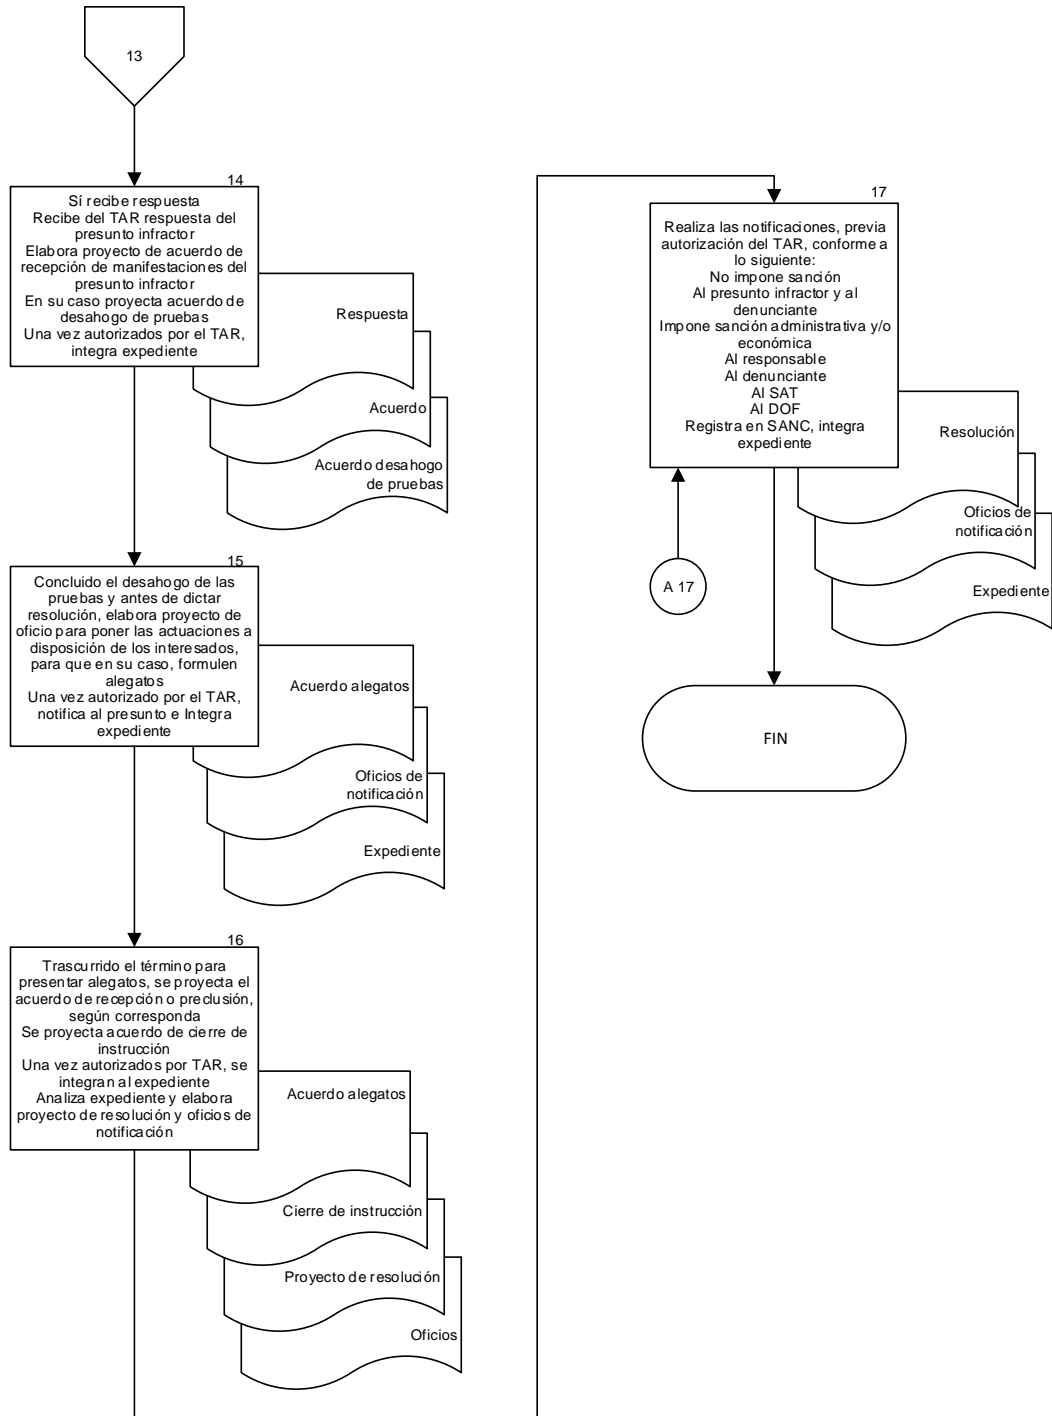 13
14
Sí recibe respuesta
Recibe del TAR respuesta del
presunto infractor
Elabora proyecto de acuerdo de
recepción de manifestaciones del
presunto infractor
En su caso proyecta acuerdo de
desahogo de pruebas
Una vez autorizados por el TAR,
integra expediente
Respuesta
Acuerdo
Acuerdo desahogo
de pruebas
15
Concluido el desahogo de las
pruebas y antes de dictar
resolución, elabora proyecto de
oficio para poner las actuaciones a
disposición de los interesados,
para que en su caso, formulen
alegatos
Una vez autorizado por el TAR,
notifica al presunto e Integra
expediente
Acuerdo alegatos
Oficios de
notificación
Expediente
16
Trascurrido el término para
presentar alegatos, se proyecta el
acuerdo de recepción o preclusión,
según corresponda
Se proyecta acuerdo de cierre de
instrucción
Una vez autorizados por TAR, se
integran al expediente
Analiza expediente y elabora
proyecto de resolución y oficios de
notificación
Acuerdo alegatos
Cierre de instrucción
Proyecto de resolución
Oficios
17
Realiza las notificaciones, previa
autorización del TAR, conforme a
lo siguiente:
No impone sanción
Al presunto infractor y al
denunciante
Impone sanción administrativa y/o
económica
Al responsable
Al denunciante
Al SAT
Al DOF
Registra en SANC, integra
expediente
Resolución
Oficios de
notificación
Expediente
A 17
FIN